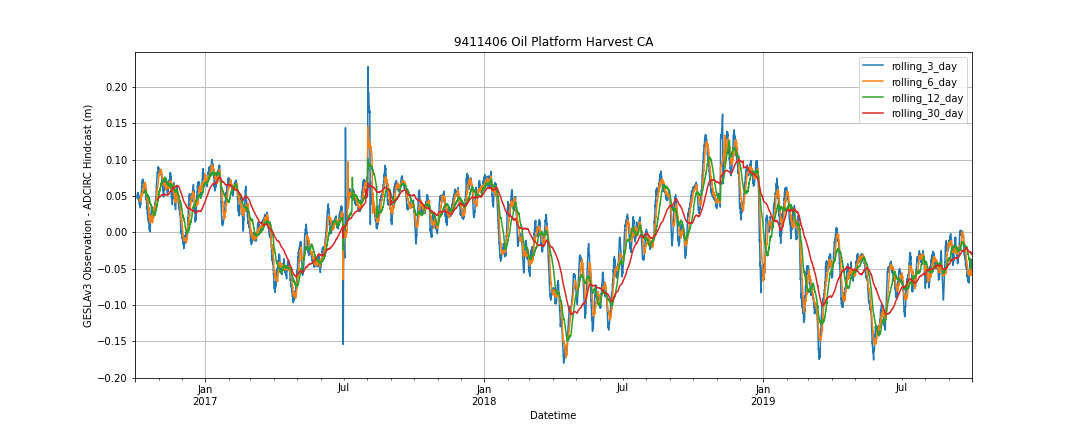 9411406 Oil Platform Harvest CA
GESLAv3 Observation - ADCIRC Hindcast (m)
0.20
0.15
0.10
0.05
0.00
−0.05
−0.10
−0.15
−0.20
rolling_3_day
rolling_6_day
rolling_12_day
rolling_30_day
Jan Jul Jan Jul Jan Jul
2017 2018 2019
Datetime